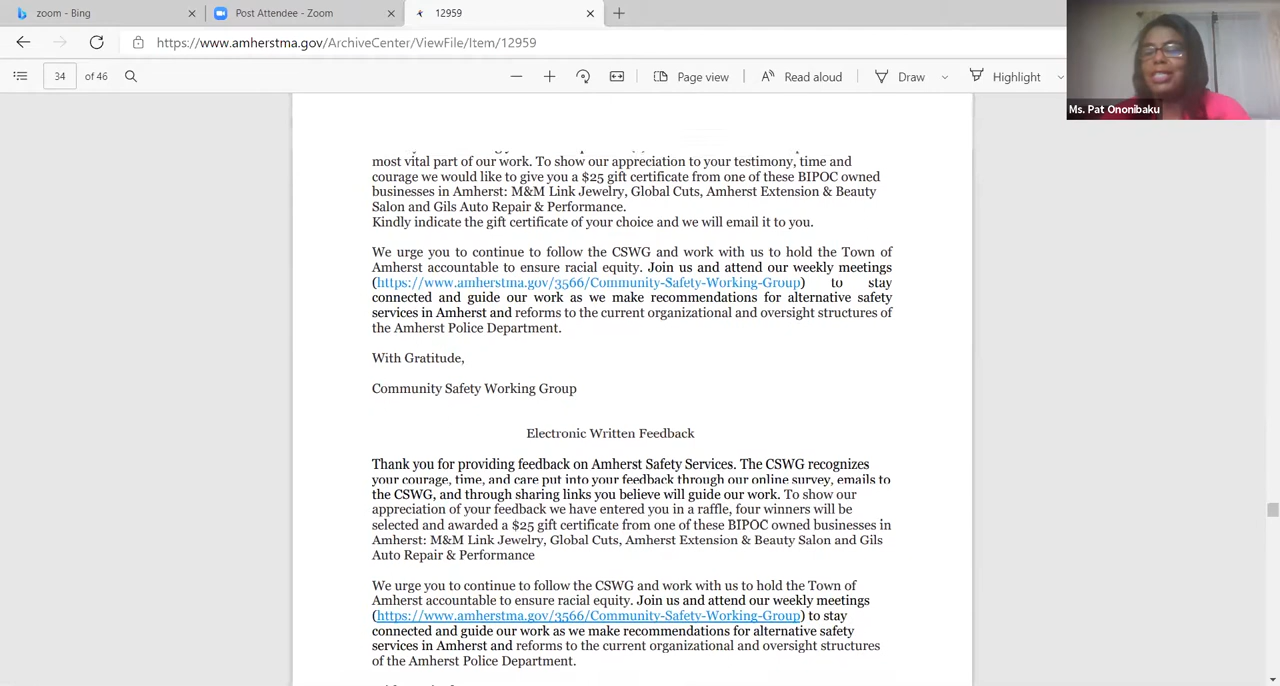 zoom - Bing
Post Attendee - Zoom
12959
https://www.amherstma.gov/ArchiveCenter/ViewFile/Item/12959
34
of 46
Page view
Read aloud
Draw
Highlight
Ms. Pat Ononibaku
most vital part of our work. To show our appreciation to your testimony, time and
courage we would like to give you a $25 gift certificate from one of these BIPOC owned
businesses in Amherst: M&M Link Jewelry, Global Cuts, Amherst Extension & Beauty
Salon and Gils Auto Repair & Performance.
Kindly indicate the gift certificate of your choice and we will email it to you.
We urge you to continue to follow the CSWG and work with us to hold the Town of
Amherst accountable to ensure racial equity. Join us and attend our weekly meetings
(https://www.amherstma.gov/3566/Community-Safety-Working-Group) to stay
connected and guide our work as we make recommendations for alternative safety
services in Amherst and reforms to the current organizational and oversight structures of
the Amherst Police Department.
With Gratitude,
Community Safety Working Group
Electronic Written Feedback
Thank you for providing feedback on Amherst Safety Services. The CSWG recognizes
your courage, time, and care put into your feedback through our online survey, emails to
the CSWG, and through sharing links you believe will guide our work. To show our
appreciation of your feedback we have entered you in a raffle, four winners will be
selected and awarded a $25 gift certificate from one of these BIPOC owned businesses in
Amherst: M&M Link Jewelry, Global Cuts, Amherst Extension & Beauty Salon and Gils
Auto Repair & Performance
We urge you to continue to follow the CSWG and work with us to hold the Town of
Amherst accountable to ensure racial equity. Join us and attend our weekly meetings
(https://www.amherstma.gov/3566/Community-Safety-Working-Group) to stay
connected and guide our work as we make recommendations for alternative safety
services in Amherst and reforms to the current organizational and oversight structures
of the Amherst Police Department.